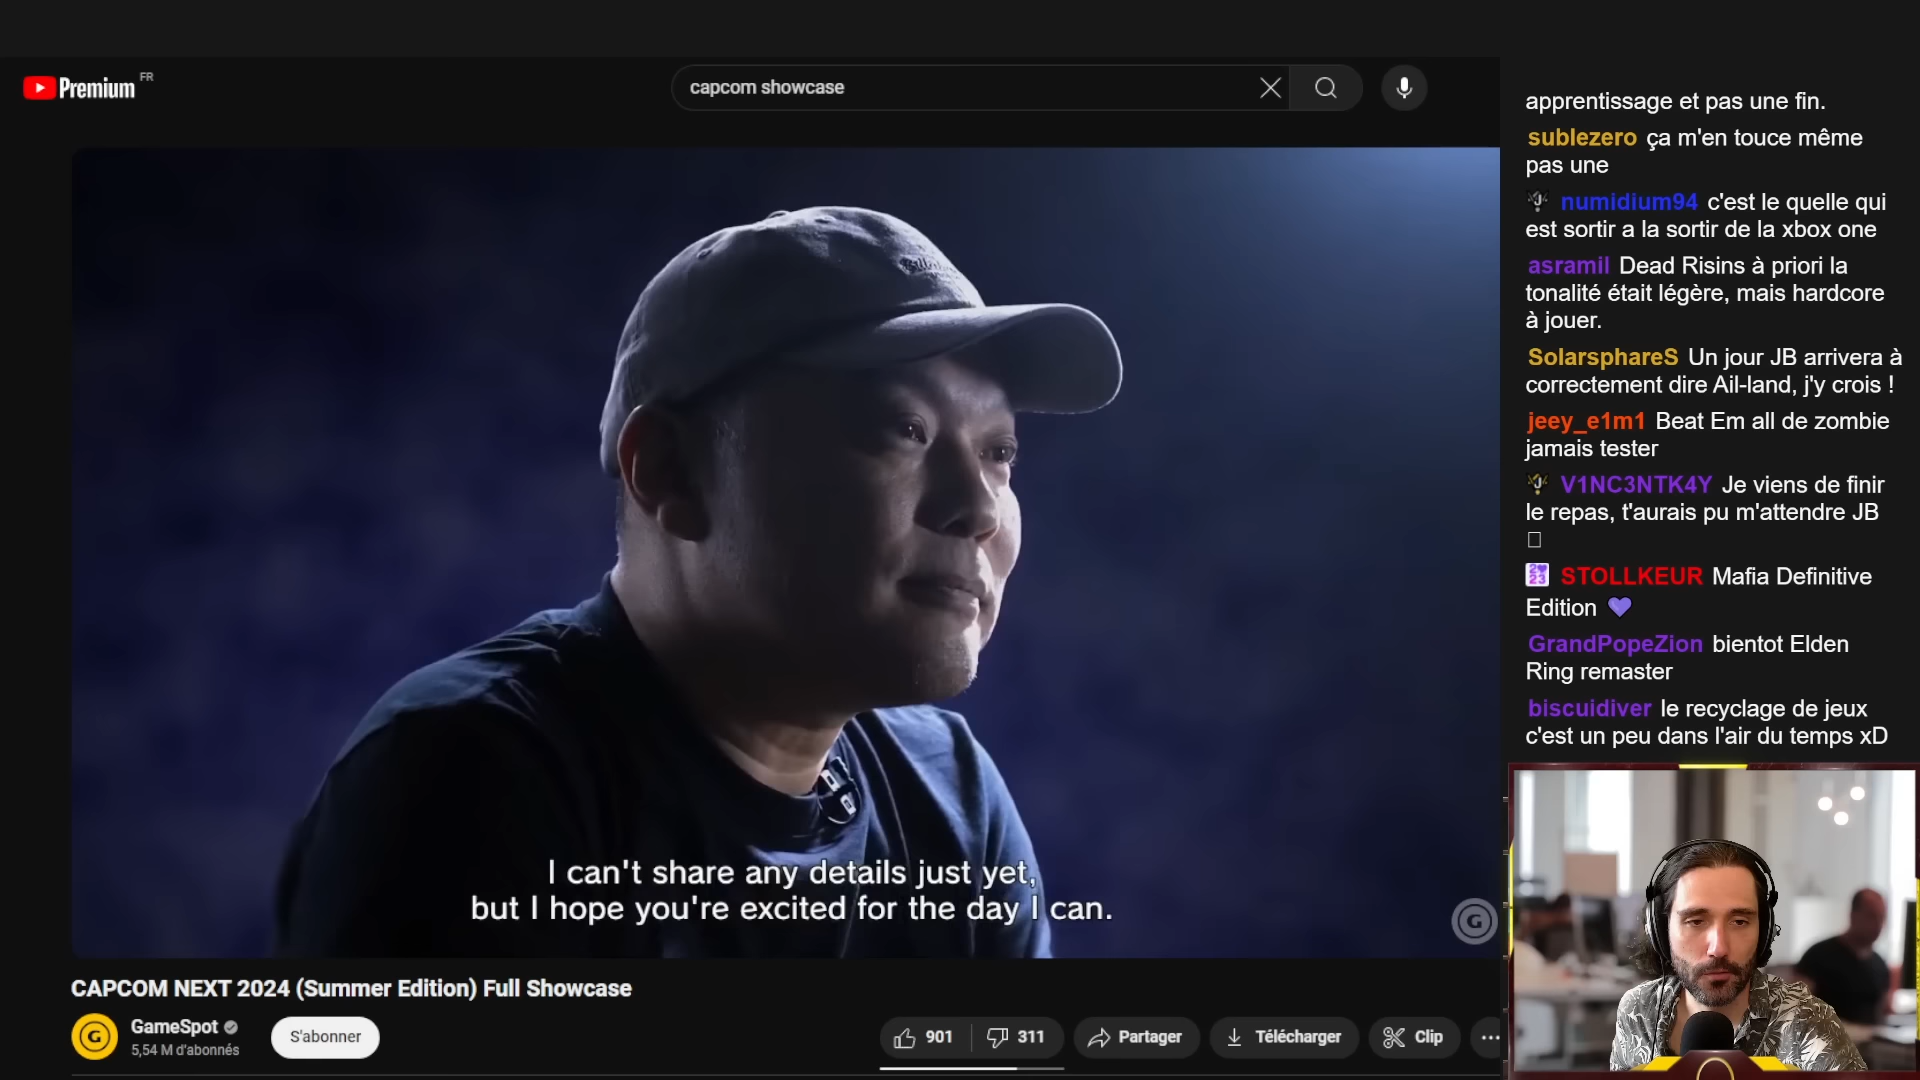 Premium FR
capcom showcase
I can't share any details just yet,
but I hope you're excited for the day I can.
G
CAPCOM NEXT 2024 (Summer Edition) Full Showcase
G
GameSpot
5,54 M d'abonnés
S'abonner
901
311
Partager
Télécharger
Clip
apprentissage et pas une fin.
sublezero ça m'en touce même
pas une
numidium94 c'est le quelle qui
est sortir a la sortir de la xbox one
asramil Dead Risins à priori la
tonalité était légère, mais hardcore
à jouer.
SolarsphareS Un jour JB arrivera à
correctement dire Ail-land, j'y crois !
jeey_e1m1 Beat Em all de zombie
jamais tester
V1NC3NTK4Y Je viens de finir
le repas, t'aurais pu m'attendre JB
STOLLKEUR Mafia Definitive
Edition 💜
GrandPopeZion bientot Elden
Ring remaster
biscuidiver le recyclage de jeux
c'est un peu dans l'air du temps xD